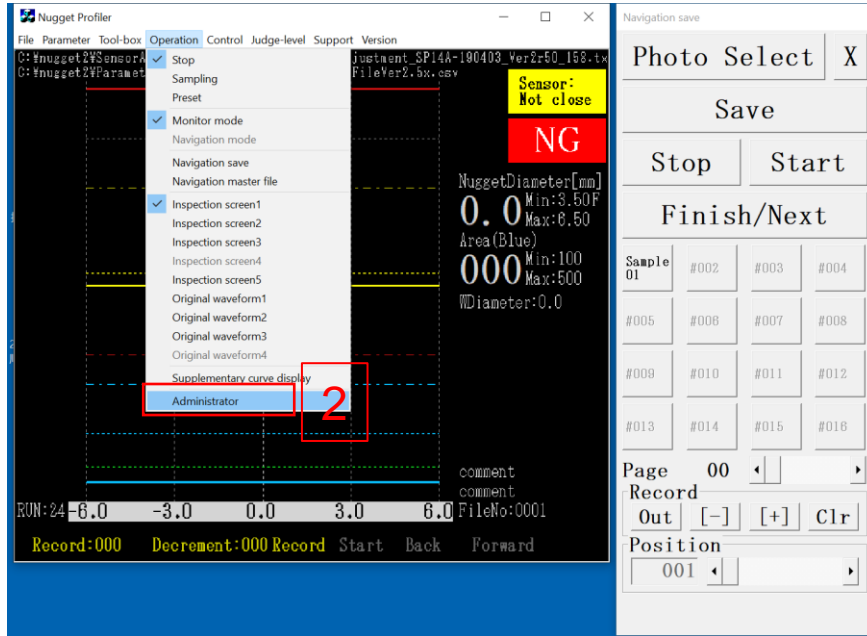 Nugget Profiler
File Parameter Tool-box Operation Control Judge-level Support Version
C:¥nugget2¥SensorA
justment_SP14A-190403_Ver2r50_158.tx
C:¥nugget2¥Paramet
FileVer2.5x.csv
Stop
Sampling
Preset
Monitor mode
Navigation mode
Navigation save
Navigation master file
Inspection screen1
Inspection screen2
Inspection screen3
Inspection screen4
Inspection screen5
Original waveform1
Original waveform2
Original waveform3
Original waveform4
Supplementary curve display
Administrator
2
Sensor:
Not close
NG
NuggetDiameter[mm]
0.0 Min:3.50F
Max:6.50
Area(Blue)
000 Min:100
Max:500
WDiameter:0.0
comment
comment
RUN:24 -6.0 -3.0 0.0 3.0 6.0 FileNo:0001
Record:000 Decrement:000 Record Start Back Forward
Navigation save
Photo Select X
Save
Stop Start
Finish/Next
Sample
01 #002 #003 #004
#005 #006 #007 #008
#009 #010 #011 #012
#013 #014 #015 #016
Page 00
Record
Out [-] [+] Clr
Position
001